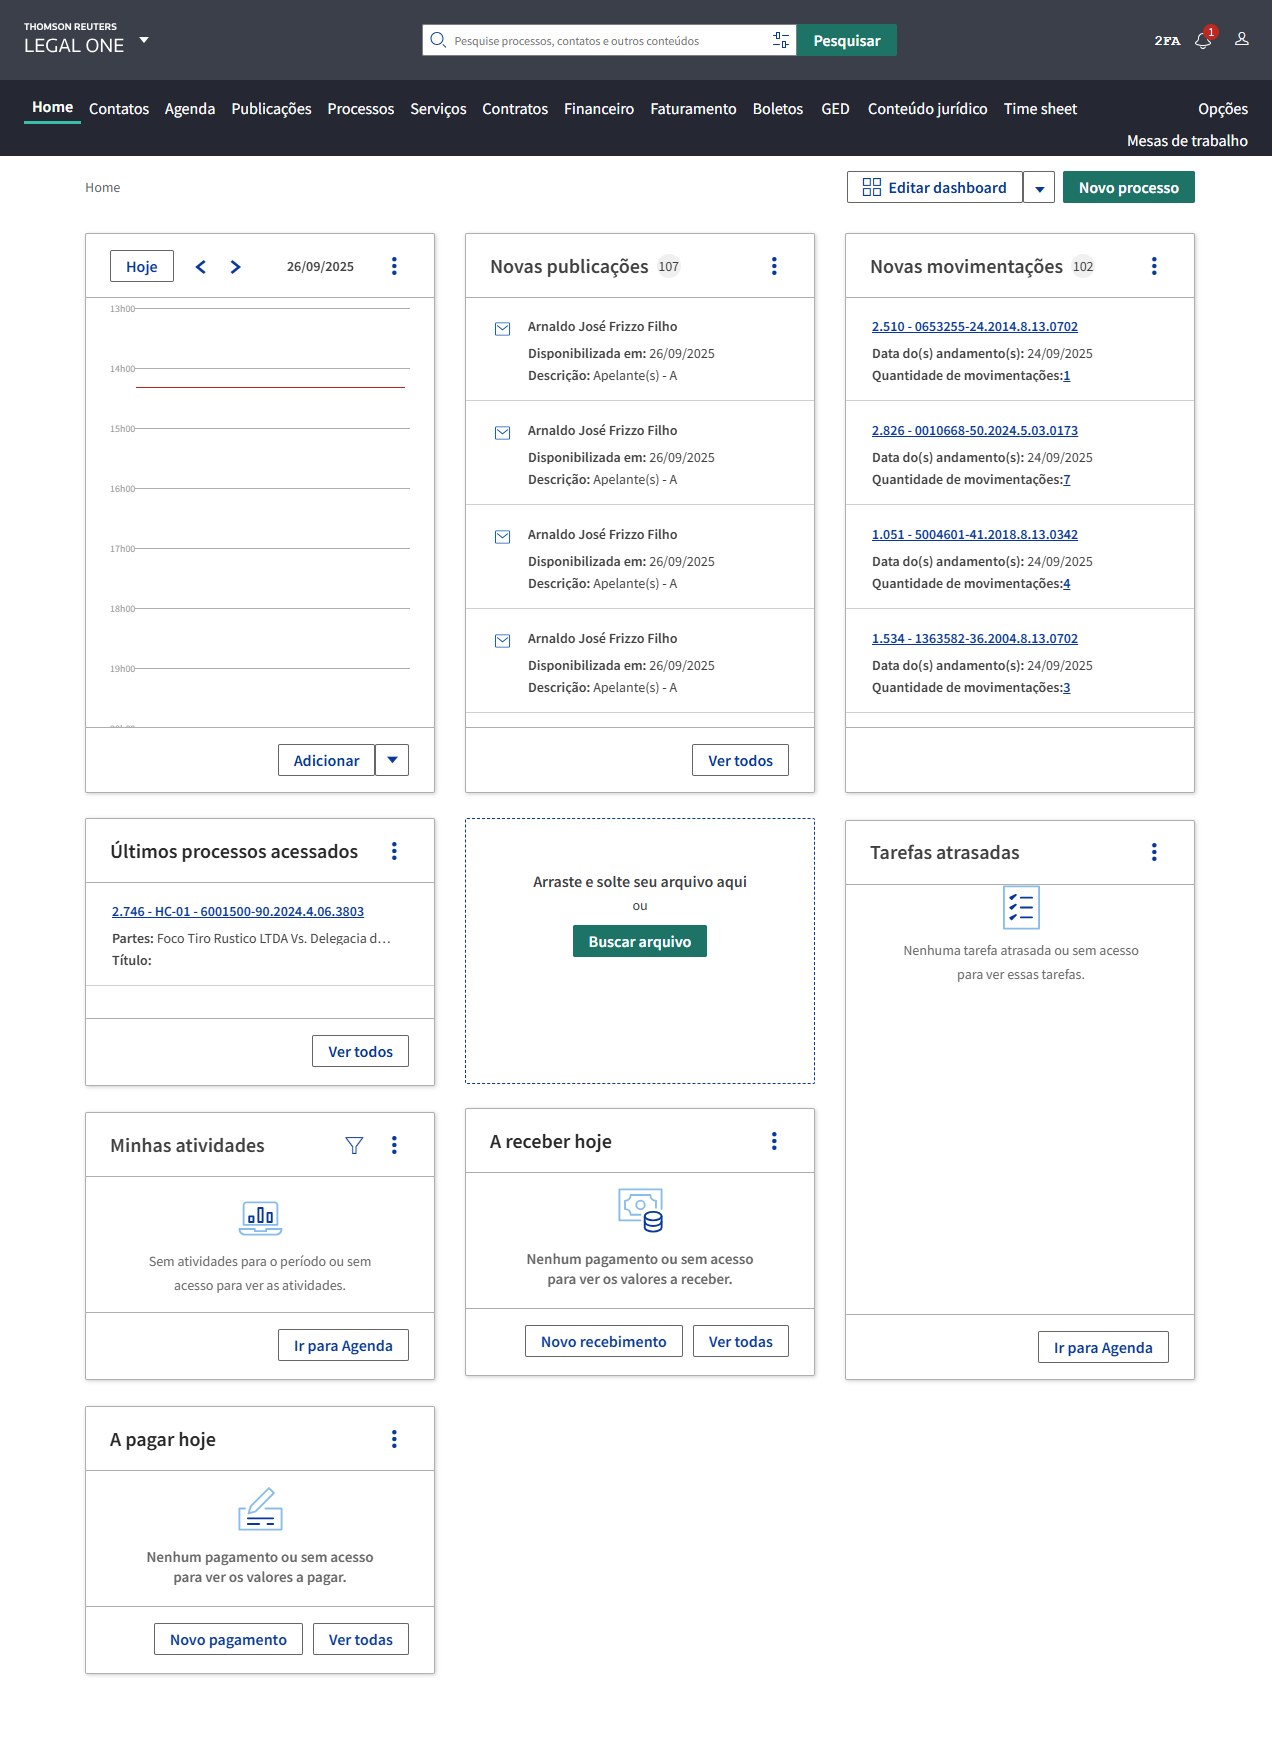 THOMSON REUTERS
LEGAL ONE
Pesquise processos, contatos e outros conteúdos
Pesquisar
2FA
1
Home Contatos Agenda Publicações Processos Serviços Contratos Financeiro Faturamento Boletos GED Conteúdo jurídico Time sheet Opções
Mesas de trabalho
Home
Editar dashboard
Novo processo
Hoje
26/09/2025
13h00
14h00
15h00
16h00
17h00
18h00
19h00
Adicionar
Novas publicações 107
Arnaldo José Frizzo Filho
Disponibilizada em: 26/09/2025
Descrição: Apelante(s) - A
Arnaldo José Frizzo Filho
Disponibilizada em: 26/09/2025
Descrição: Apelante(s) - A
Arnaldo José Frizzo Filho
Disponibilizada em: 26/09/2025
Descrição: Apelante(s) - A
Arnaldo José Frizzo Filho
Disponibilizada em: 26/09/2025
Descrição: Apelante(s) - A
Ver todos
Novas movimentações 102
2.510 - 0653255-24.2014.8.13.0702
Data do(s) andamento(s): 24/09/2025
Quantidade de movimentações:1
2.826 - 0010668-50.2024.5.03.0173
Data do(s) andamento(s): 24/09/2025
Quantidade de movimentações:7
1.051 - 5004601-41.2018.8.13.0342
Data do(s) andamento(s): 24/09/2025
Quantidade de movimentações:4
1.534 - 1363582-36.2004.8.13.0702
Data do(s) andamento(s): 24/09/2025
Quantidade de movimentações:3
Últimos processos acessados
2.746 - HC-01 - 6001500-90.2024.4.06.3803
Partes: Foco Tiro Rustico LTDA Vs. Delegacia d...
Título:
Ver todos
Arraste e solte seu arquivo aqui
ou
Buscar arquivo
Tarefas atrasadas
Nenhuma tarefa atrasada ou sem acesso
para ver essas tarefas.
Ir para Agenda
Minhas atividades
Sem atividades para o período ou sem
acesso para ver as atividades.
Ir para Agenda
A receber hoje
Nenhum pagamento ou sem acesso
para ver os valores a receber.
Novo recebimento
Ver todas
A pagar hoje
Nenhum pagamento ou sem acesso
para ver os valores a pagar.
Novo pagamento
Ver todas